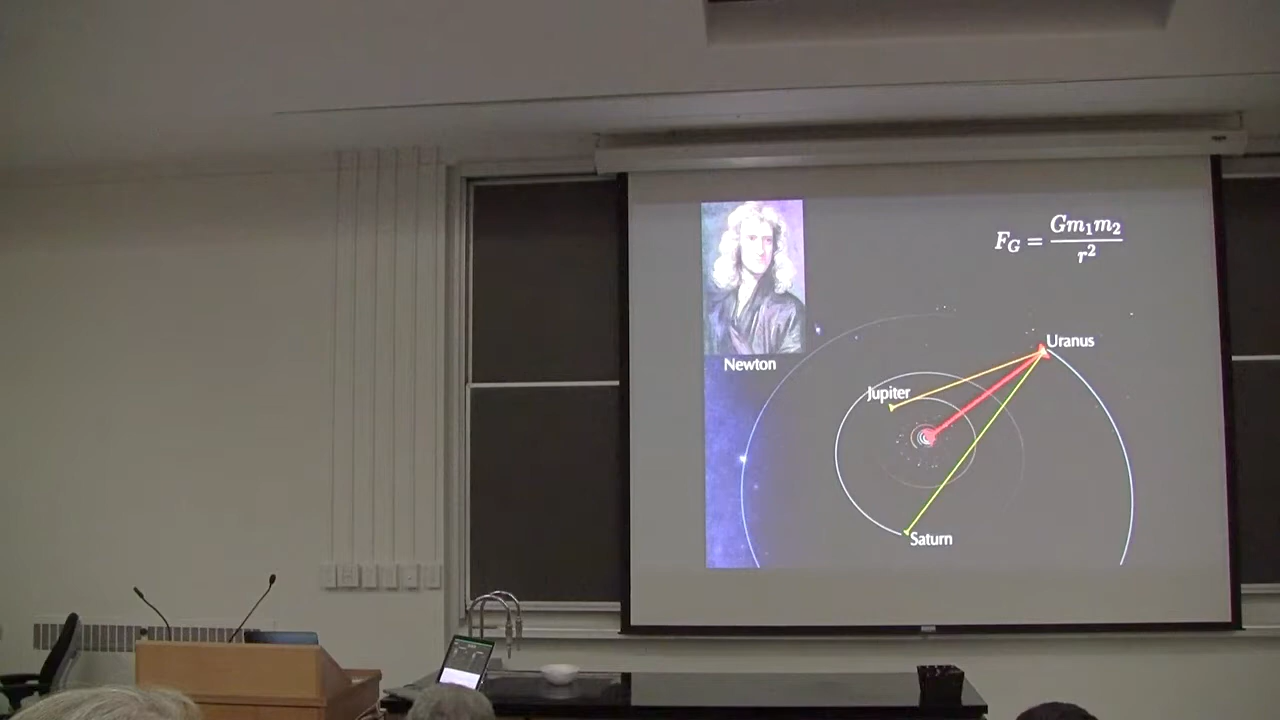 F_G = Gm₁m₂ / r²
Newton
Uranus
Jupiter
Saturn